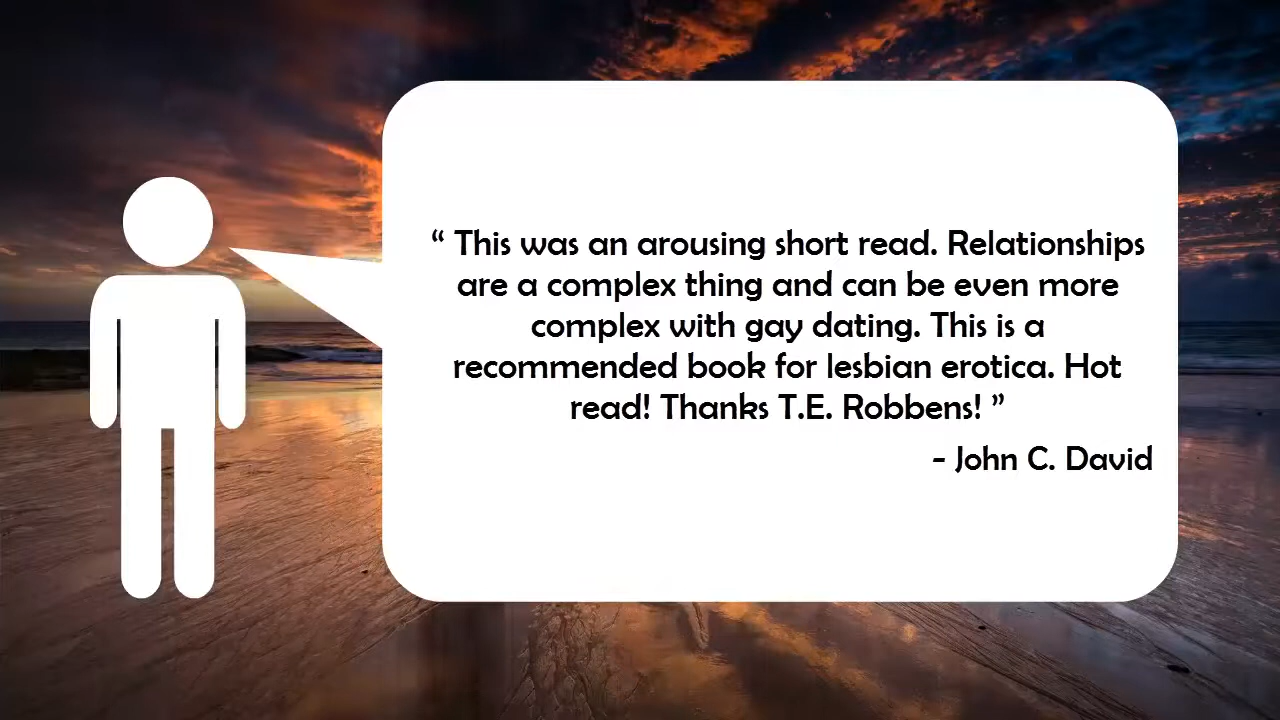 “ This was an arousing short read. Relationships
are a complex thing and can be even more
complex with gay dating. This is a
recommended book for lesbian erotica. Hot
read! Thanks T.E. Robbens! ”
- John C. David